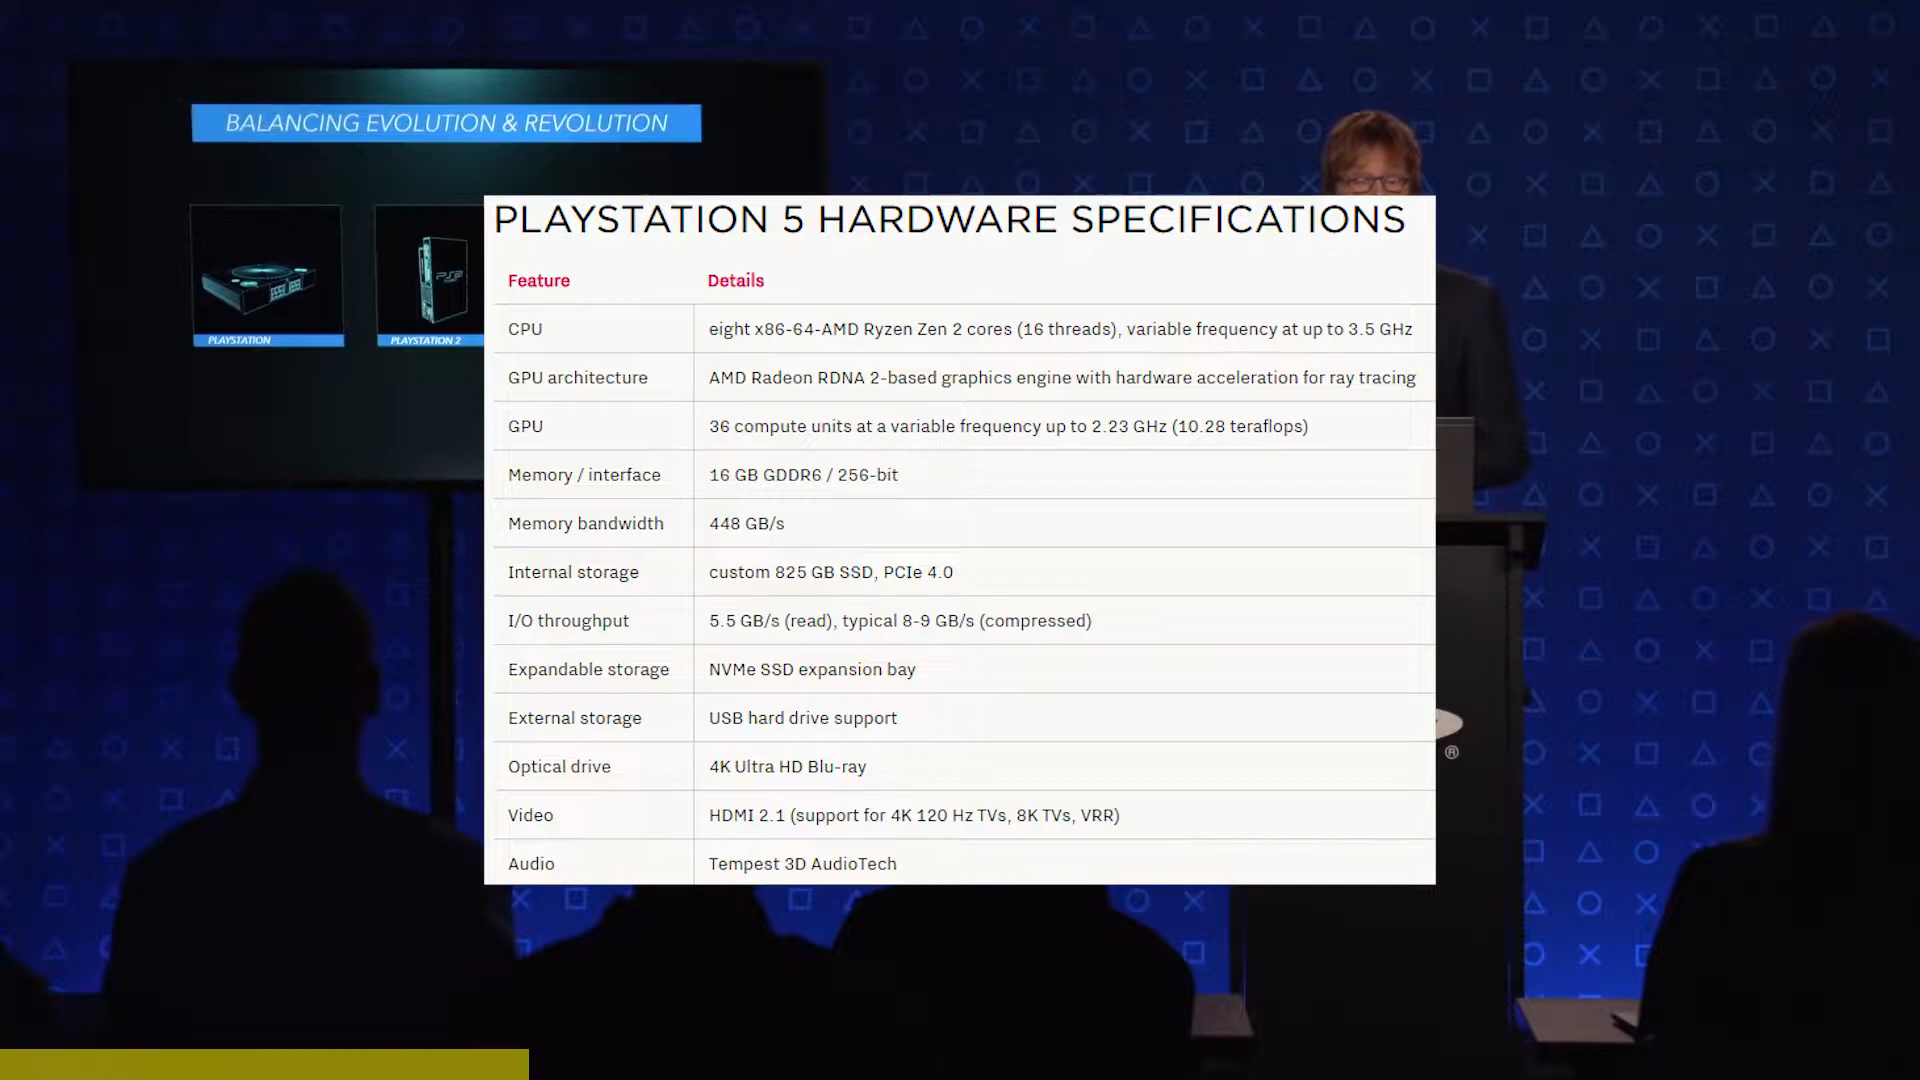 BALANCING EVOLUTION & REVOLUTION
PLAYSTATION
PLAYSTATION 2
PS2
PLAYSTATION 5 HARDWARE SPECIFICATIONS
Feature Details
CPU eight x86-64-AMD Ryzen Zen 2 cores (16 threads), variable frequency at up to 3.5 GHz
GPU architecture AMD Radeon RDNA 2-based graphics engine with hardware acceleration for ray tracing
GPU 36 compute units at a variable frequency up to 2.23 GHz (10.28 teraflops)
Memory / interface 16 GB GDDR6 / 256-bit
Memory bandwidth 448 GB/s
Internal storage custom 825 GB SSD, PCIe 4.0
I/O throughput 5.5 GB/s (read), typical 8-9 GB/s (compressed)
Expandable storage NVMe SSD expansion bay
External storage USB hard drive support
Optical drive 4K Ultra HD Blu-ray
Video HDMI 2.1 (support for 4K 120 Hz TVs, 8K TVs, VRR)
Audio Tempest 3D AudioTech
®